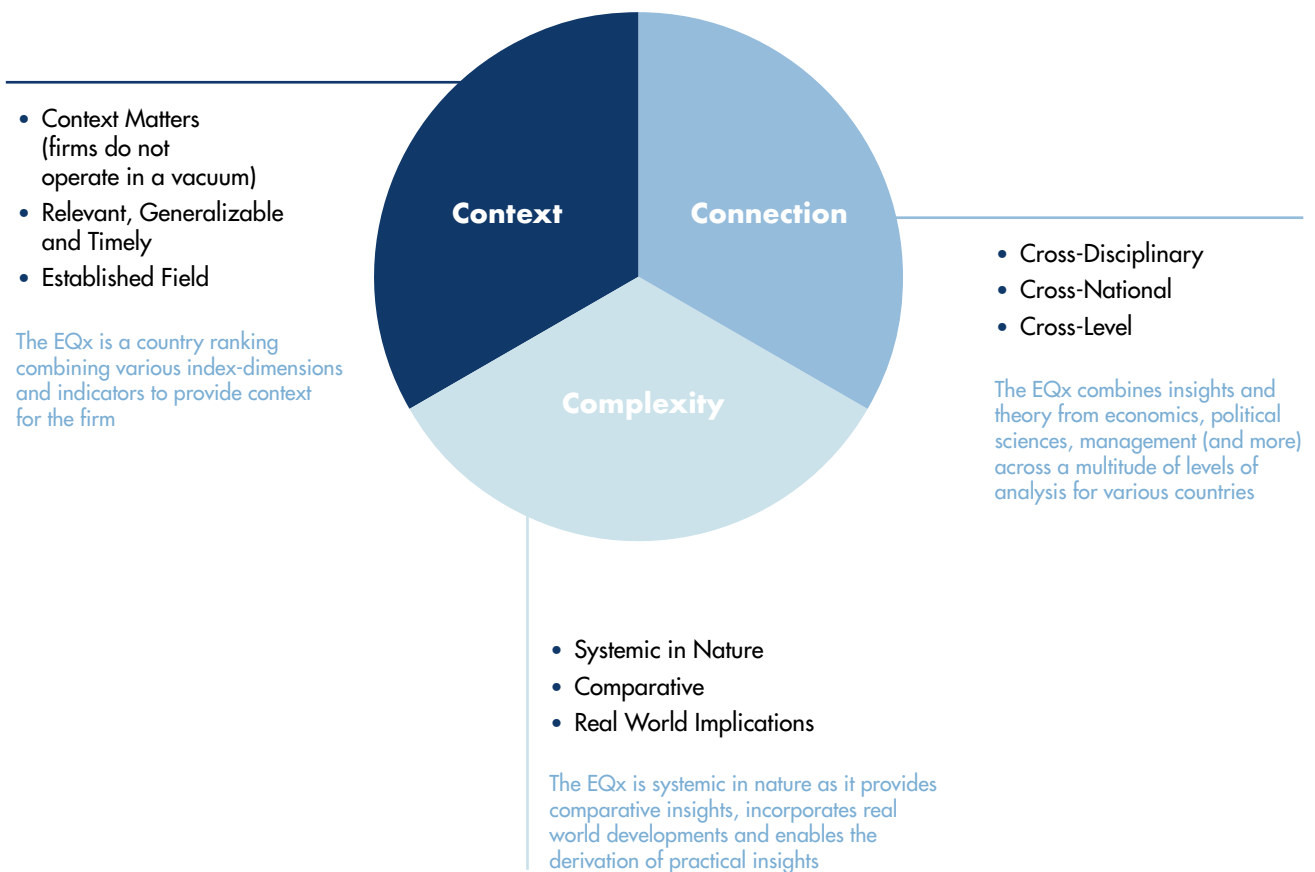 Context
• Context Matters
(firms do not
operate in a vacuum)
• Relevant, Generalizable
and Timely
• Established Field
The EQx is a country ranking
combining various index-dimensions
and indicators to provide context
for the firm
Connection
• Cross-Disciplinary
• Cross-National
• Cross-Level
The EQx combines insights and
theory from economics, political
sciences, management (and more)
across a multitude of levels of
analysis for various countries
Complexity
• Systemic in Nature
• Comparative
• Real World Implications
The EQx is systemic in nature as it provides
comparative insights, incorporates real
world developments and enables the
derivation of practical insights